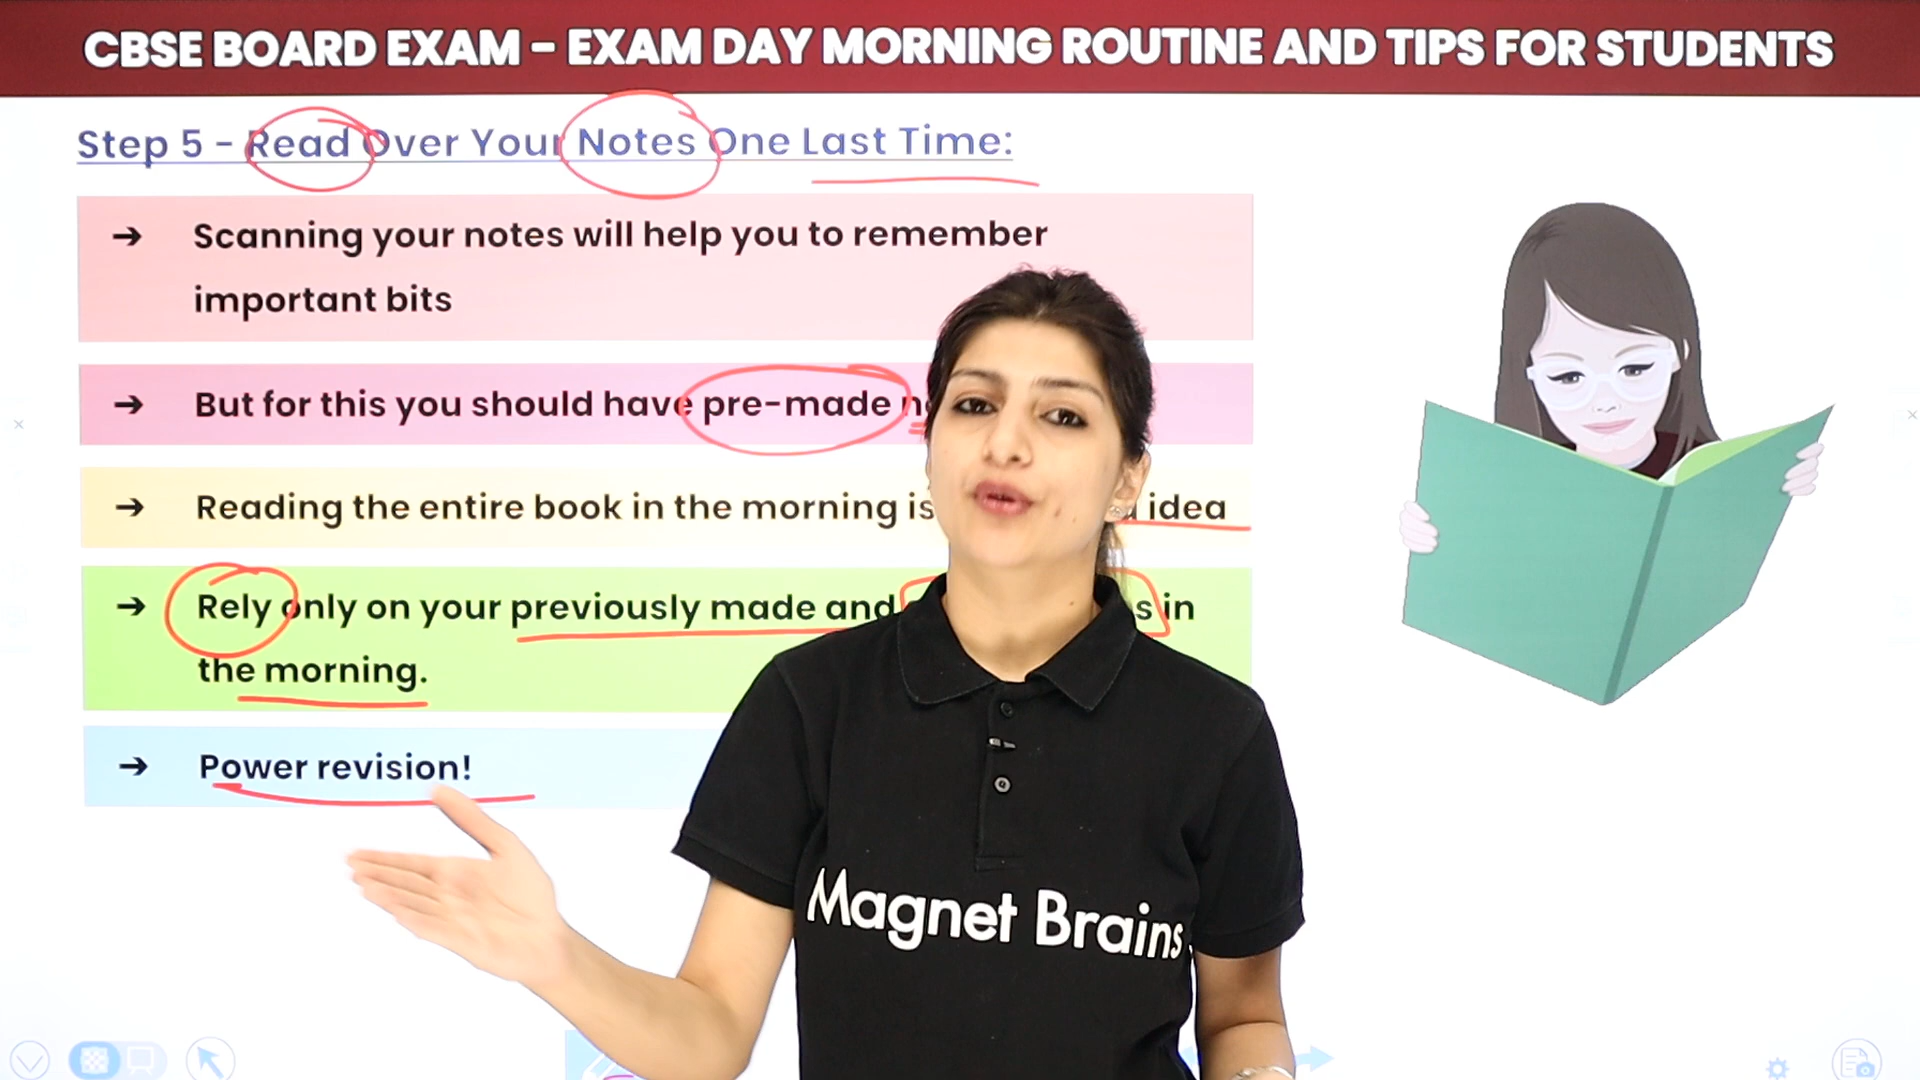 CBSE BOARD EXAM – EXAM DAY MORNING ROUTINE AND TIPS FOR STUDENTS
Step 5 - Read Over Your Notes One Last Time:
➔ Scanning your notes will help you to remember
important bits
➔ But for this you should have pre-made
➔ Reading the entire book in the morning is idea
➔ Rely only on your previously made and in
the morning.
➔ Power revision!
Magnet Brains